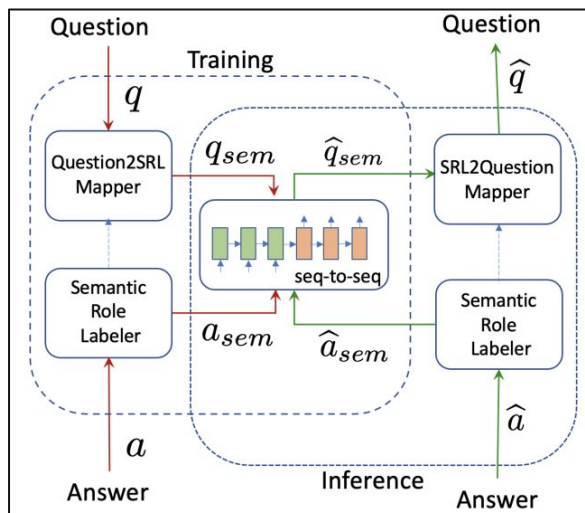 Question
Question
Training
q
q̂
Question2SRL
Mapper
q_sem
q̂_sem
SRL2Question
Mapper
seq-to-seq
Semantic
Role
Labeler
a_sem
â_sem
Semantic
Role
Labeler
a
â
Answer
Inference
Answer